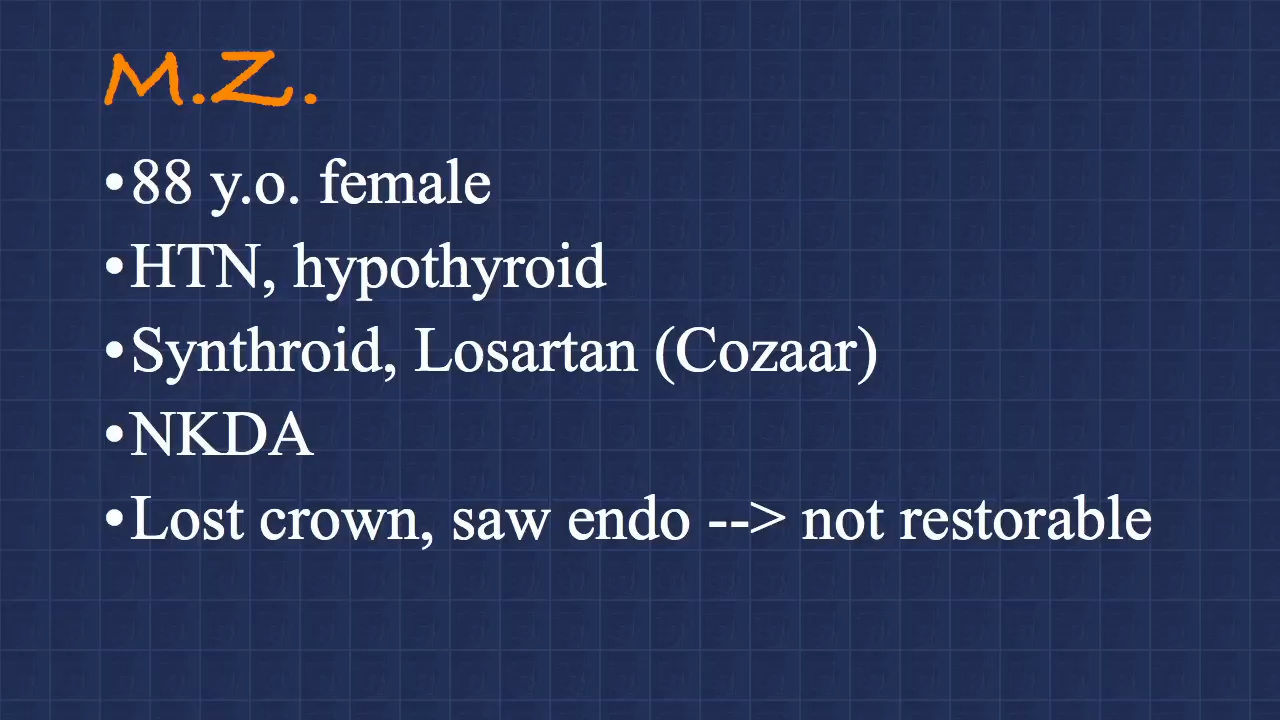 M.Z.
•88 y.o. female
•HTN, hypothyroid
•Synthroid, Losartan (Cozaar)
•NKDA
•Lost crown, saw endo --> not restorable